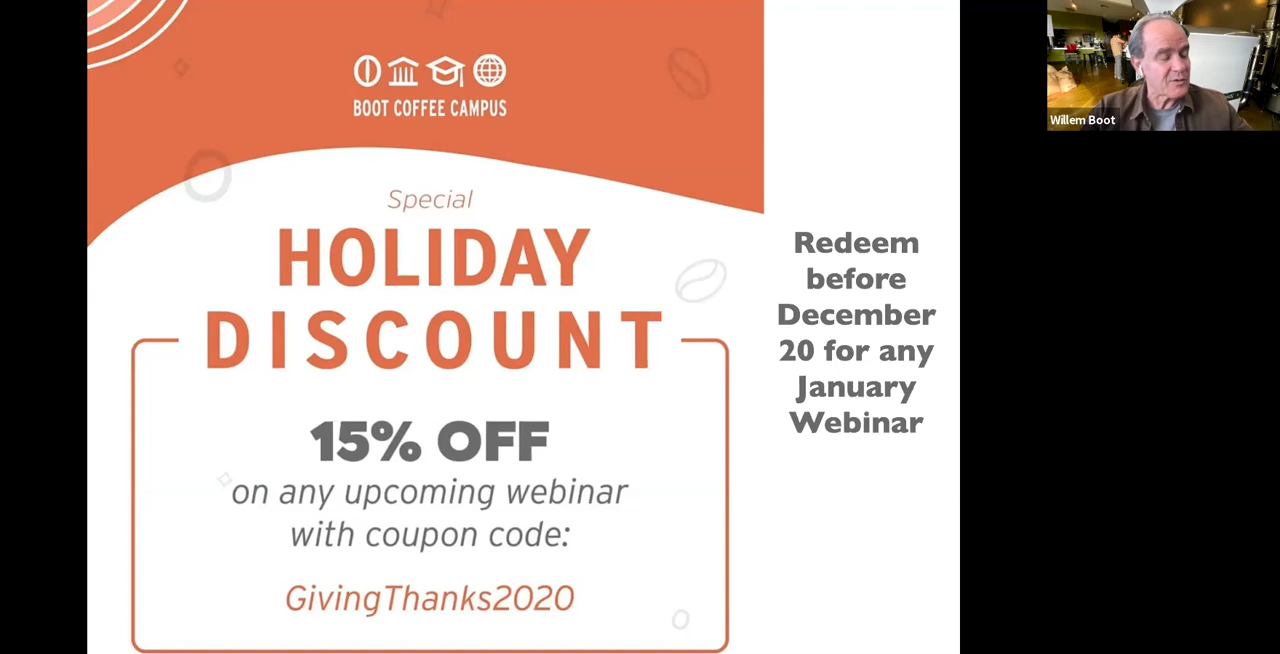 BOOT COFFEE CAMPUS
Special
HOLIDAY
DISCOUNT
15% OFF
on any upcoming webinar
with coupon code:
GivingThanks2020
Redeem
before
December
20 for any
January
Webinar
Willem Boot